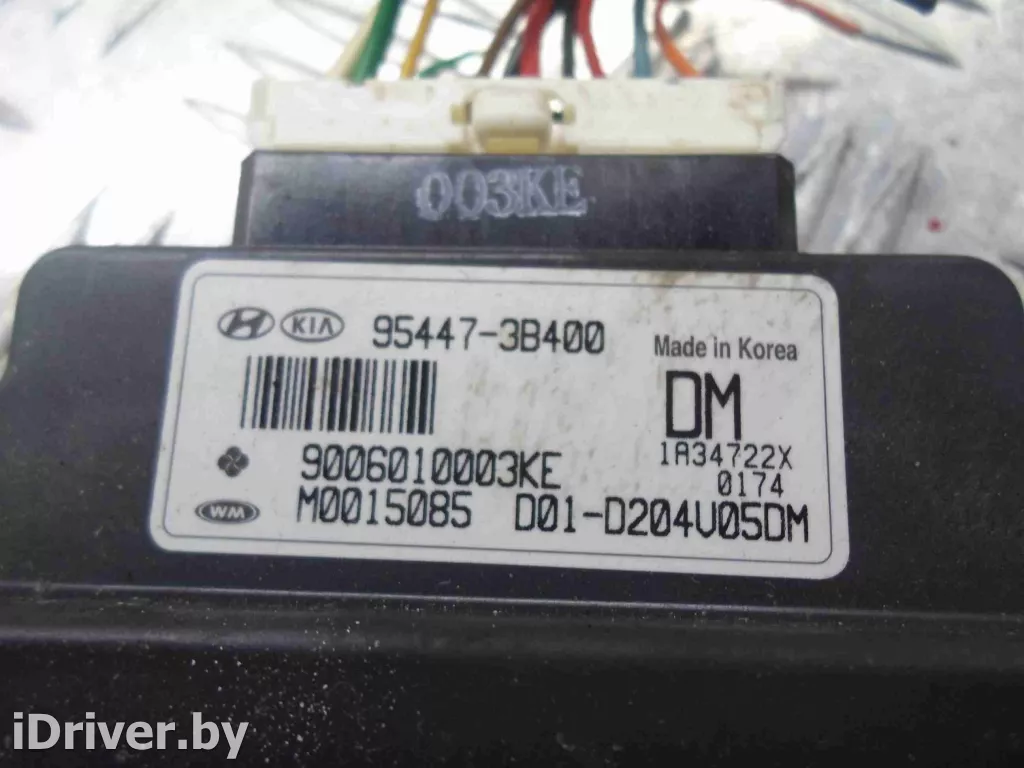 003KE
KIA 95447-3B400
Made in Korea
DM
1A34722X
0174
9006010003KE
WM M0015085 D01-D204V05DM
iDriver.by